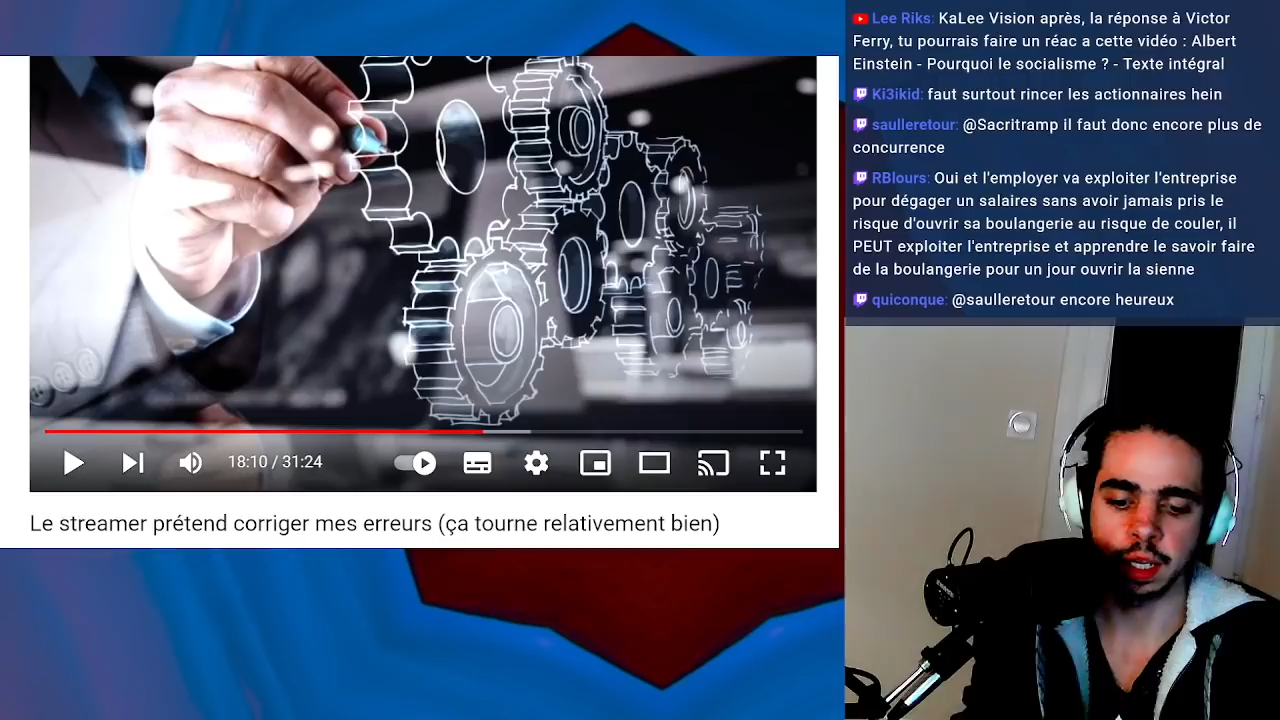 Lee Riks: KaLee Vision après, la réponse à Victor
Ferry, tu pourrais faire un réac a cette vidéo : Albert
Einstein - Pourquoi le socialisme ? - Texte intégral
Ki3ikid: faut surtout rincer les actionnaires hein
saulleretour: @Sacritramp il faut donc encore plus de
concurrence
RBlours: Oui et l'employer va exploiter l'entreprise
pour dégager un salaires sans avoir jamais pris le
risque d'ouvrir sa boulangerie au risque de couler, il
PEUT exploiter l'entreprise et apprendre le savoir faire
de la boulangerie pour un jour ouvrir la sienne
quiconque: @saulleretour encore heureux
18:10 / 31:24
Le streamer prétend corriger mes erreurs (ça tourne relativement bien)